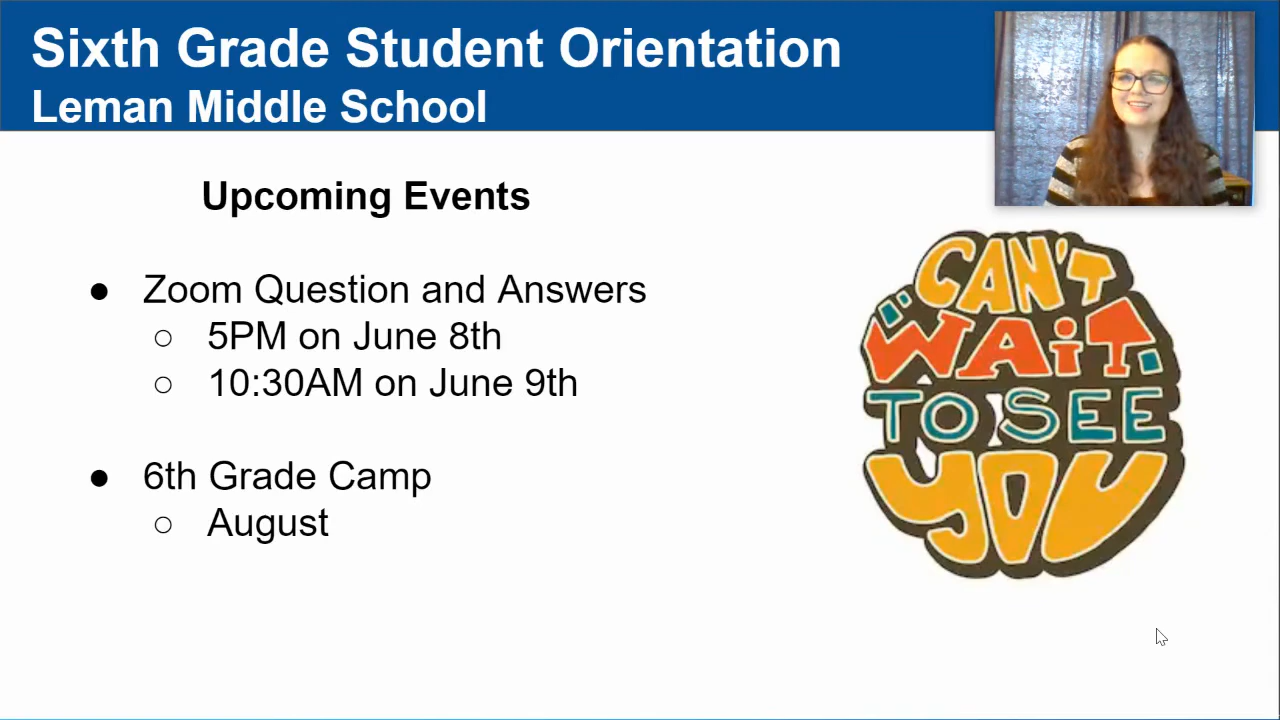 Sixth Grade Student Orientation
Leman Middle School
Upcoming Events
● Zoom Question and Answers
○ 5PM on June 8th
○ 10:30AM on June 9th
● 6th Grade Camp
○ August
CAN'T
WAiT
TO SEE
YOU